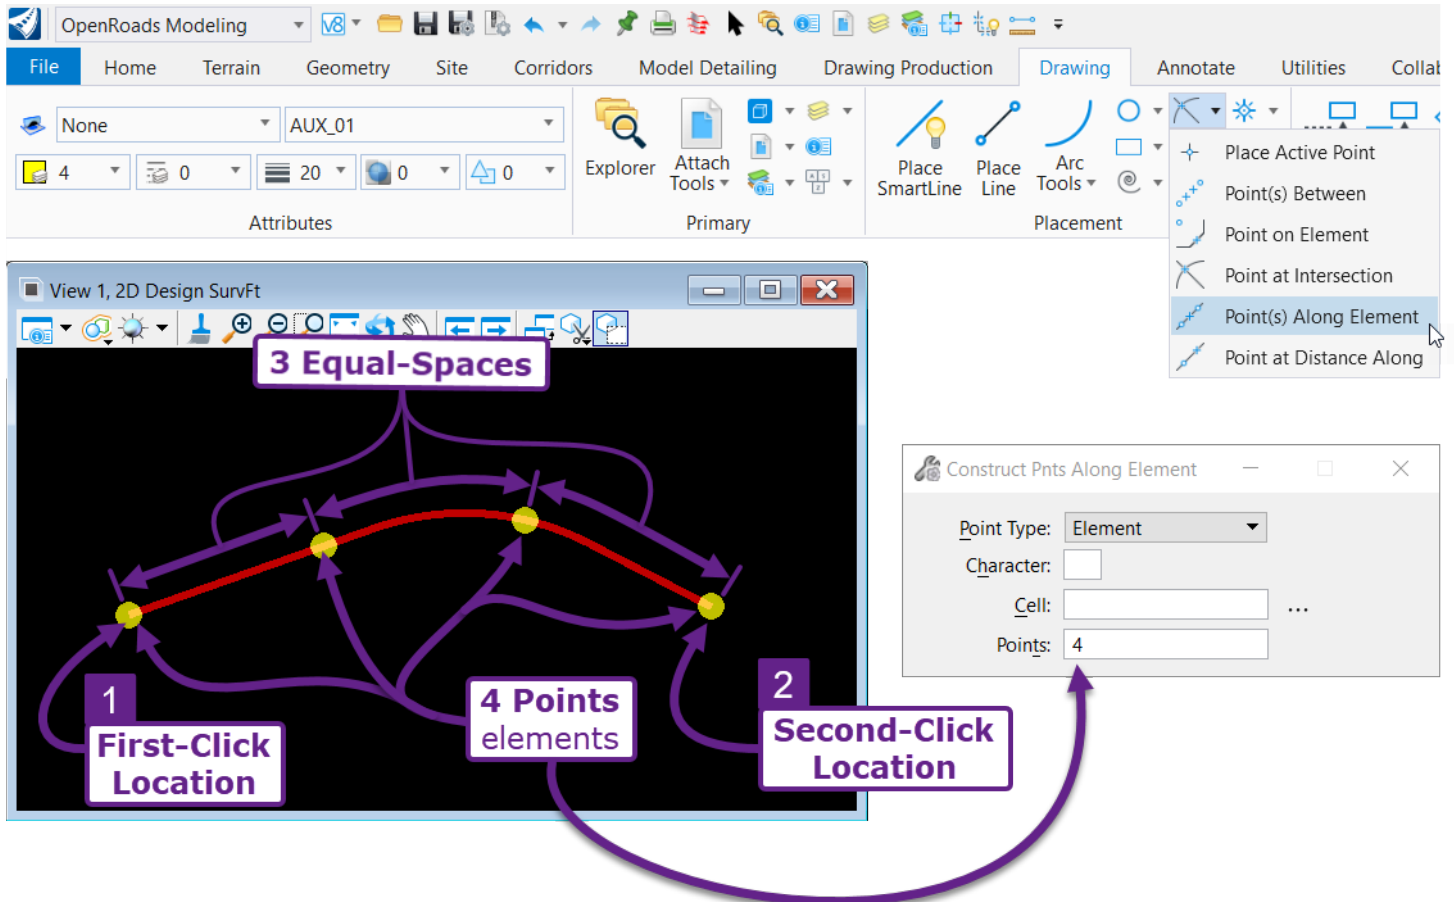 OpenRoads Modeling
V8
File Home Terrain Geometry Site Corridors Model Detailing Drawing Production Drawing Annotate Utilities
None AUX_01
4 0 20 0 0
Attributes
Explorer Attach
Tools
Primary
Place
SmartLine
Place
Line
Arc
Tools
Placement
Place Active Point
Point(s) Between
Point on Element
Point at Intersection
Point(s) Along Element
Point at Distance Along
View 1, 2D Design SurvFt
3 Equal-Spaces
1
First-Click
Location
4 Points
elements
2
Second-Click
Location
Construct Pnts Along Element
Point Type: Element
Character:
Cell: ...
Points: 4